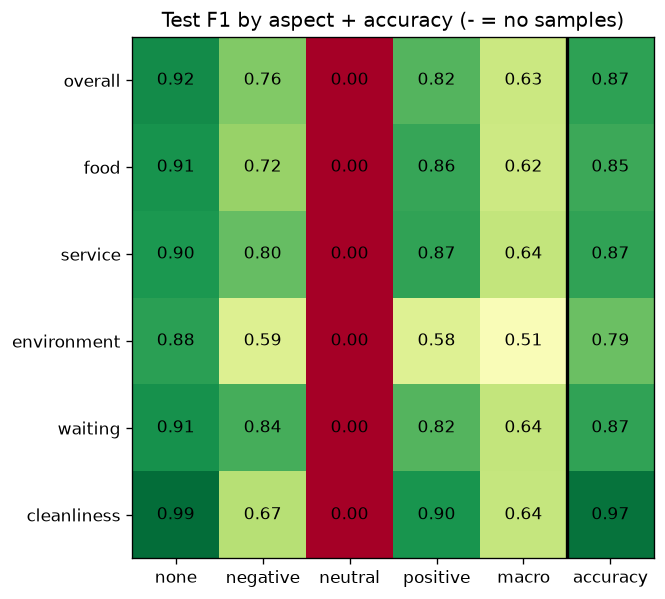 Test F1 by aspect + accuracy (- = no samples)
overall 0.92 0.76 0.00 0.82 0.63 0.87
food 0.91 0.72 0.00 0.86 0.62 0.85
service 0.90 0.80 0.00 0.87 0.64 0.87
environment 0.88 0.59 0.00 0.58 0.51 0.79
waiting 0.91 0.84 0.00 0.82 0.64 0.87
cleanliness 0.99 0.67 0.00 0.90 0.64 0.97
none negative neutral positive macro accuracy